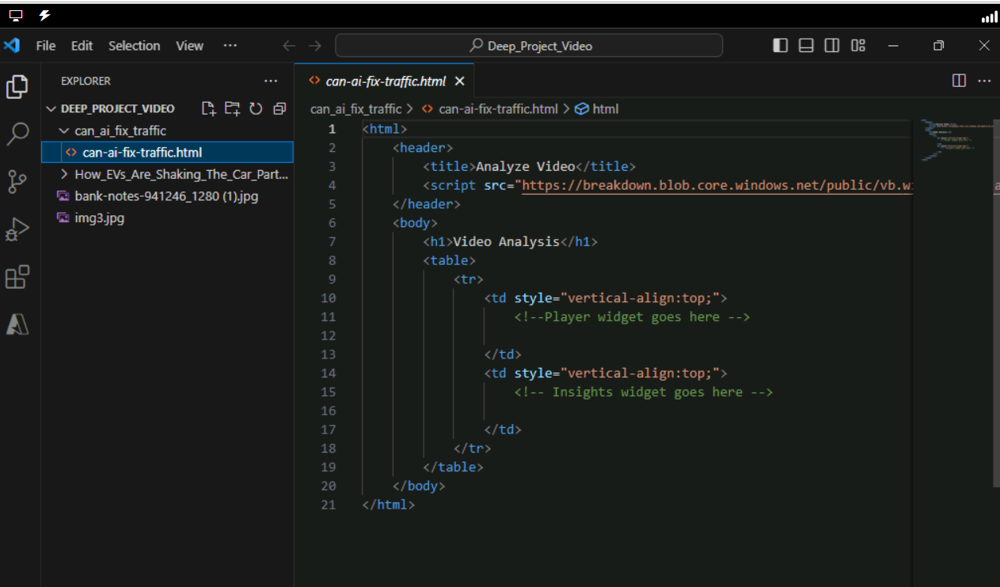 File Edit Selection View ··· Deep_Project_Video
EXPLORER ···
DEEP_PROJECT_VIDEO
can_ai_fix_traffic
<> can-ai-fix-traffic.html
How_EVs_Are_Shaking_The_Car_Part...
bank-notes-941246_1280 (1).jpg
img3.jpg
<> can-ai-fix-traffic.html ···
can_ai_fix_traffic > <> can-ai-fix-traffic.html > html
1 <html>
2 <header>
3 <title>Analyze Video</title>
4 <script src="https://breakdown.blob.core.windows.net/public/vb.w
5 </header>
6 <body>
7 <h1>Video Analysis</h1>
8 <table>
9 <tr>
10 <td style="vertical-align:top;">
11 <!--Player widget goes here -->
12
13 </td>
14 <td style="vertical-align:top;">
15 <!-- Insights widget goes here -->
16
17 </td>
18 </tr>
19 </table>
20 </body>
21 </html>